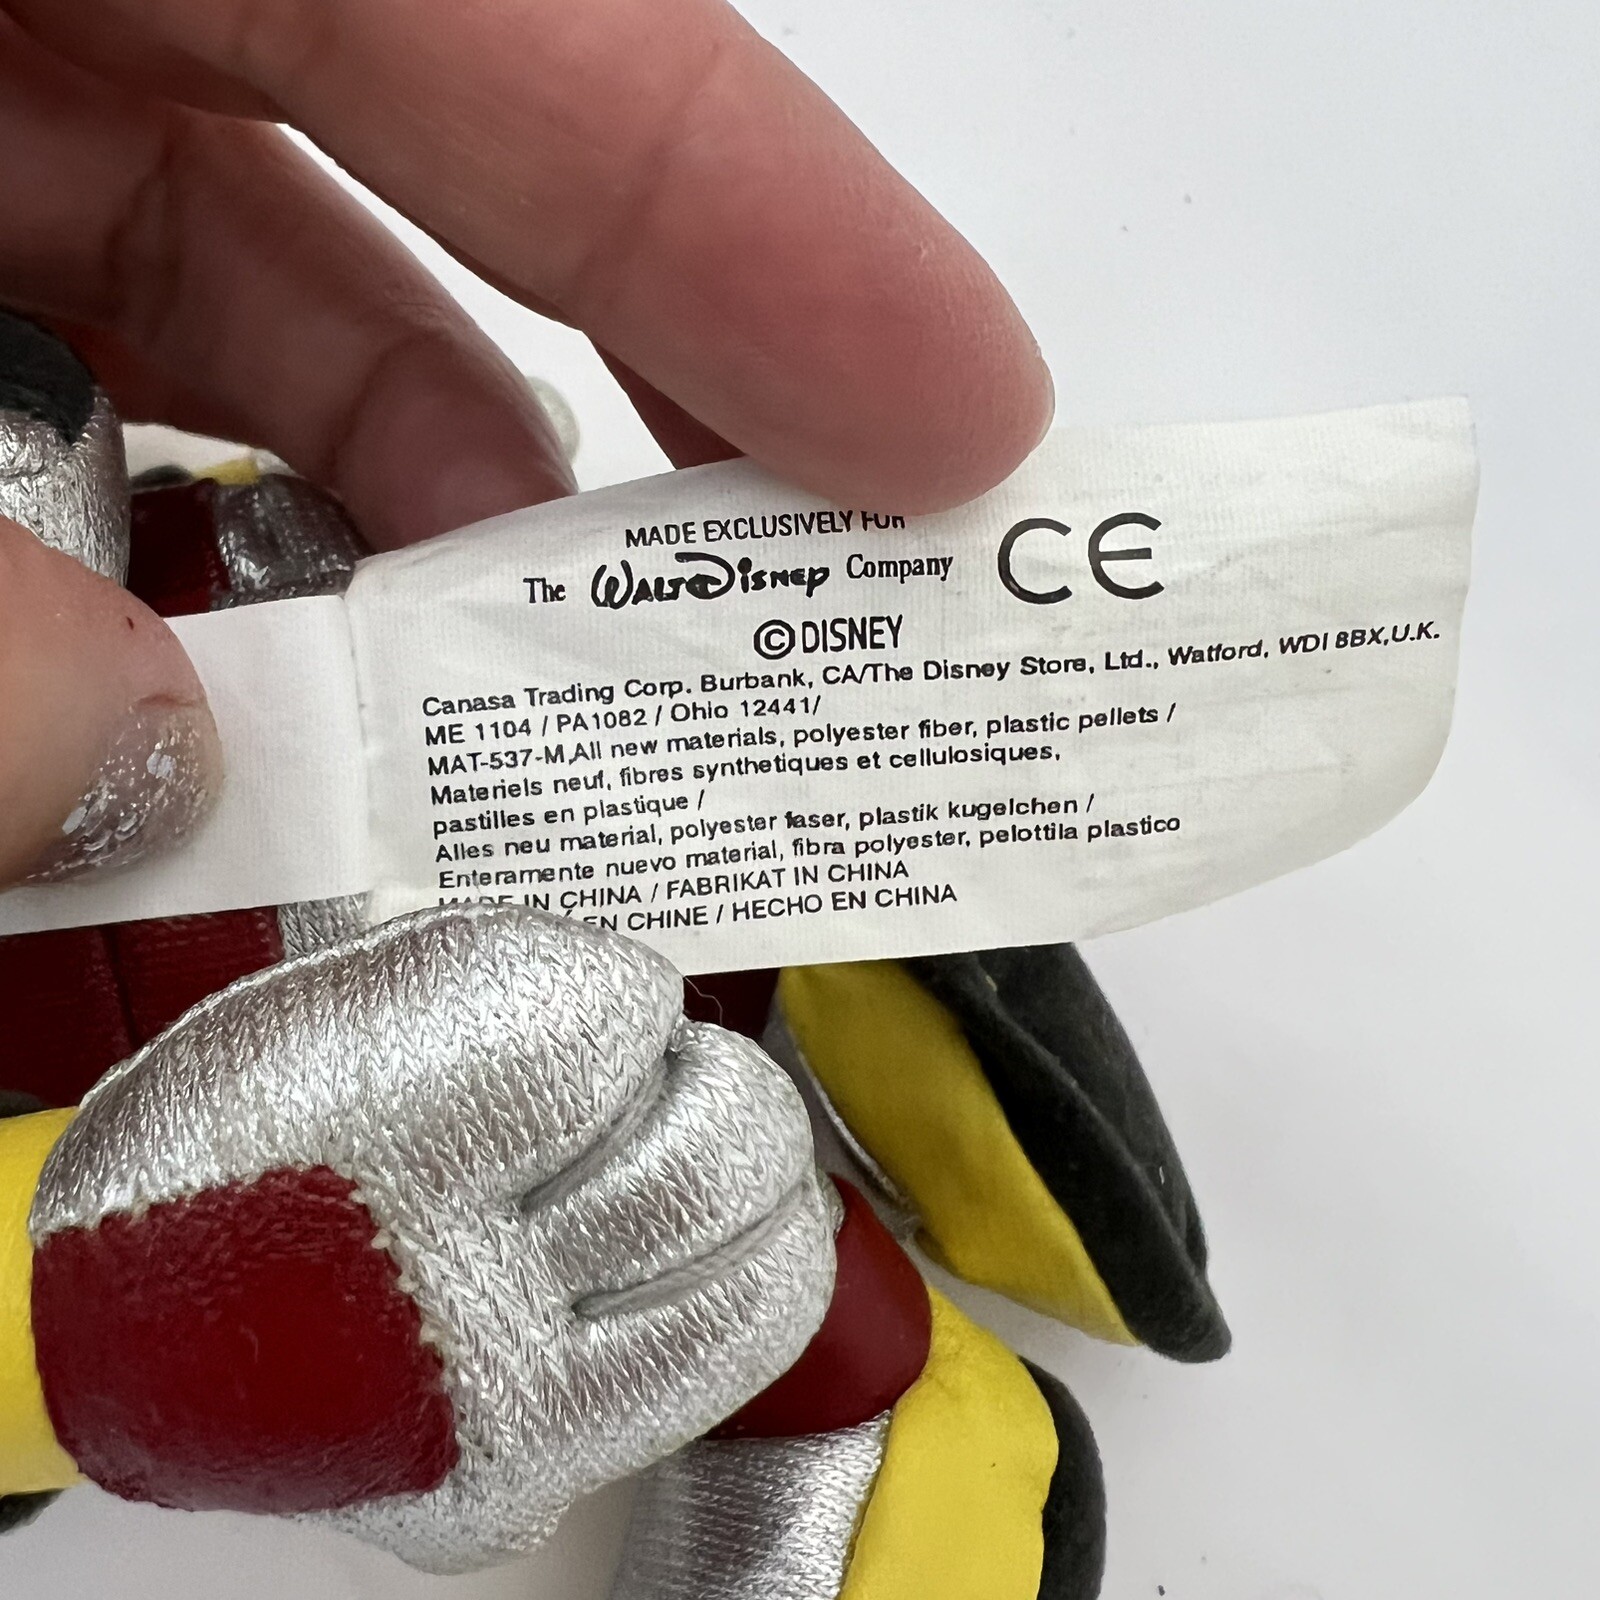 MADE EXCLUSIVELY FOR
The WALT DISNEY Company CE
© DISNEY
Canasa Trading Corp. Burbank, CA/The Disney Store, Ltd., Watford, WDI 8BX,U.K.
ME 1104 / PA1082 / Ohio 12441/
MAT-537-M,All new materials, polyester fiber, plastic pellets /
Materiels neuf, fibres synthetiques et cellulosiques,
pastilles en plastique /
Alles neu material, polyester faser, plastik kugelchen /
Enteramente nuevo material, fibra polyester, pelottila plastico
MADE IN CHINA / FABRIKAT IN CHINA
EN CHINE / HECHO EN CHINA